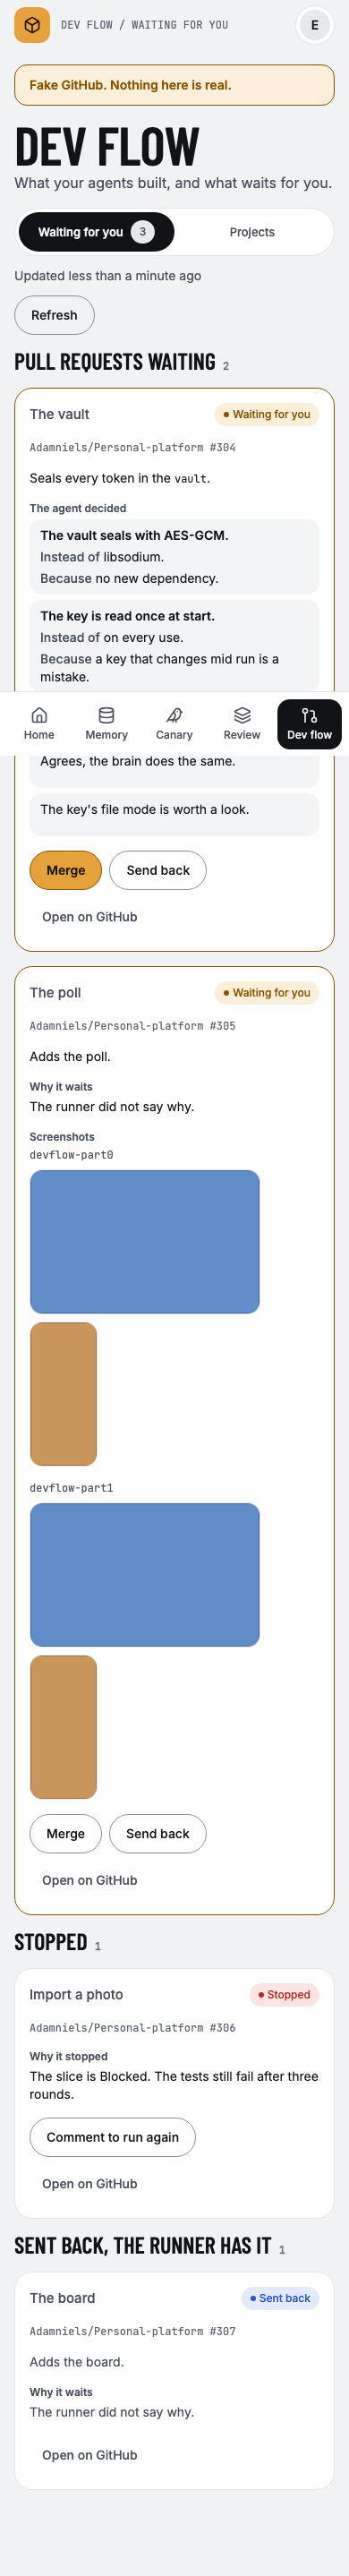 DEV FLOW / WAITING FOR YOU
E
Fake GitHub. Nothing here is real.
DEV FLOW
What your agents built, and what waits for you.
Waiting for you 3
Projects
Updated less than a minute ago
Refresh
PULL REQUESTS WAITING 2
The vault
Waiting for you
Adamniels/Personal-platform #304
Seals every token in the vault.
The agent decided
The vault seals with AES-GCM.
Instead of libsodium.
Because no new dependency.
The key is read once at start.
Instead of on every use.
Because a key that changes mid run is a
mistake.
Home
Memory
Canary
Review
Dev flow
Agrees, the brain does the same.
The key's file mode is worth a look.
Merge
Send back
Open on GitHub
The poll
Waiting for you
Adamniels/Personal-platform #305
Adds the poll.
Why it waits
The runner did not say why.
Screenshots
devflow-part0
devflow-part1
Merge
Send back
Open on GitHub
STOPPED 1
Import a photo
Stopped
Adamniels/Personal-platform #306
Why it stopped
The slice is Blocked. The tests still fail after three
rounds.
Comment to run again
Open on GitHub
SENT BACK, THE RUNNER HAS IT 1
The board
Sent back
Adamniels/Personal-platform #307
Adds the board.
Why it waits
The runner did not say why.
Open on GitHub